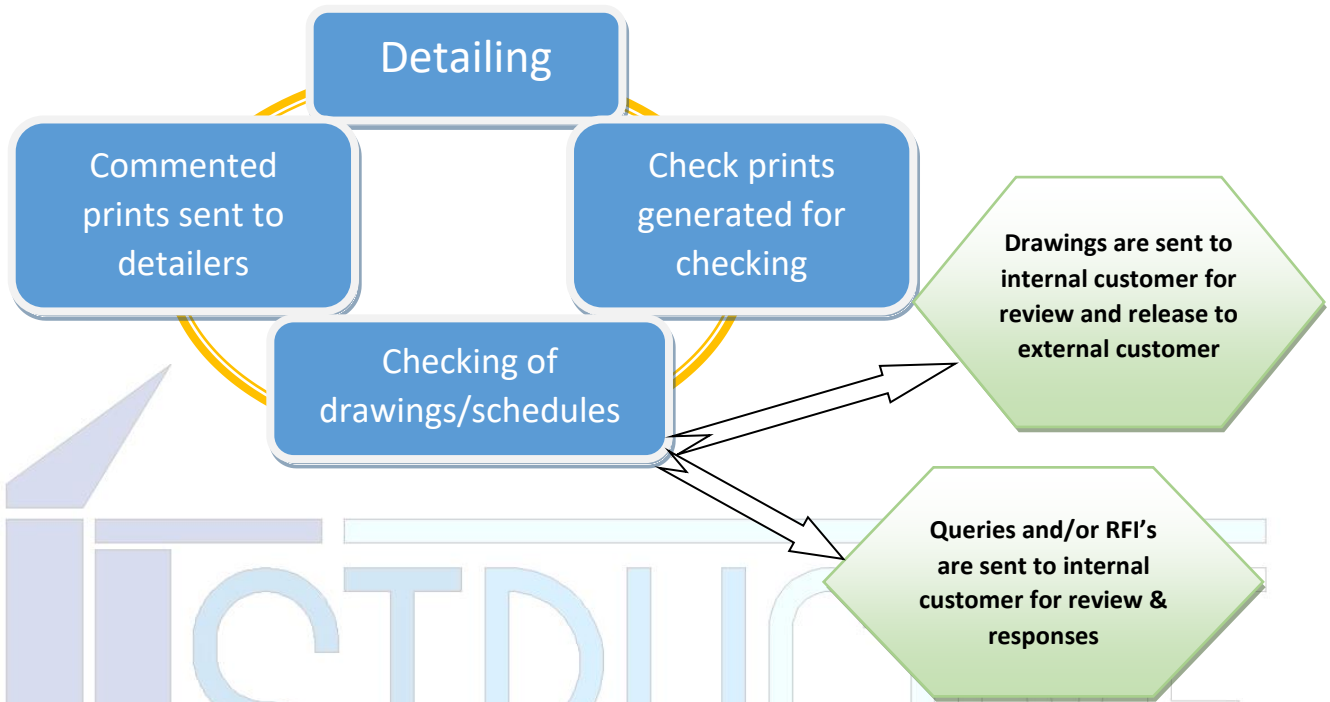 Detailing
Commented
prints sent to
detailers
Check prints
generated for
checking
Checking of
drawings/schedules
Drawings are sent to
internal customer for
review and release to
external customer
Queries and/or RFI’s
are sent to internal
customer for review &
responses